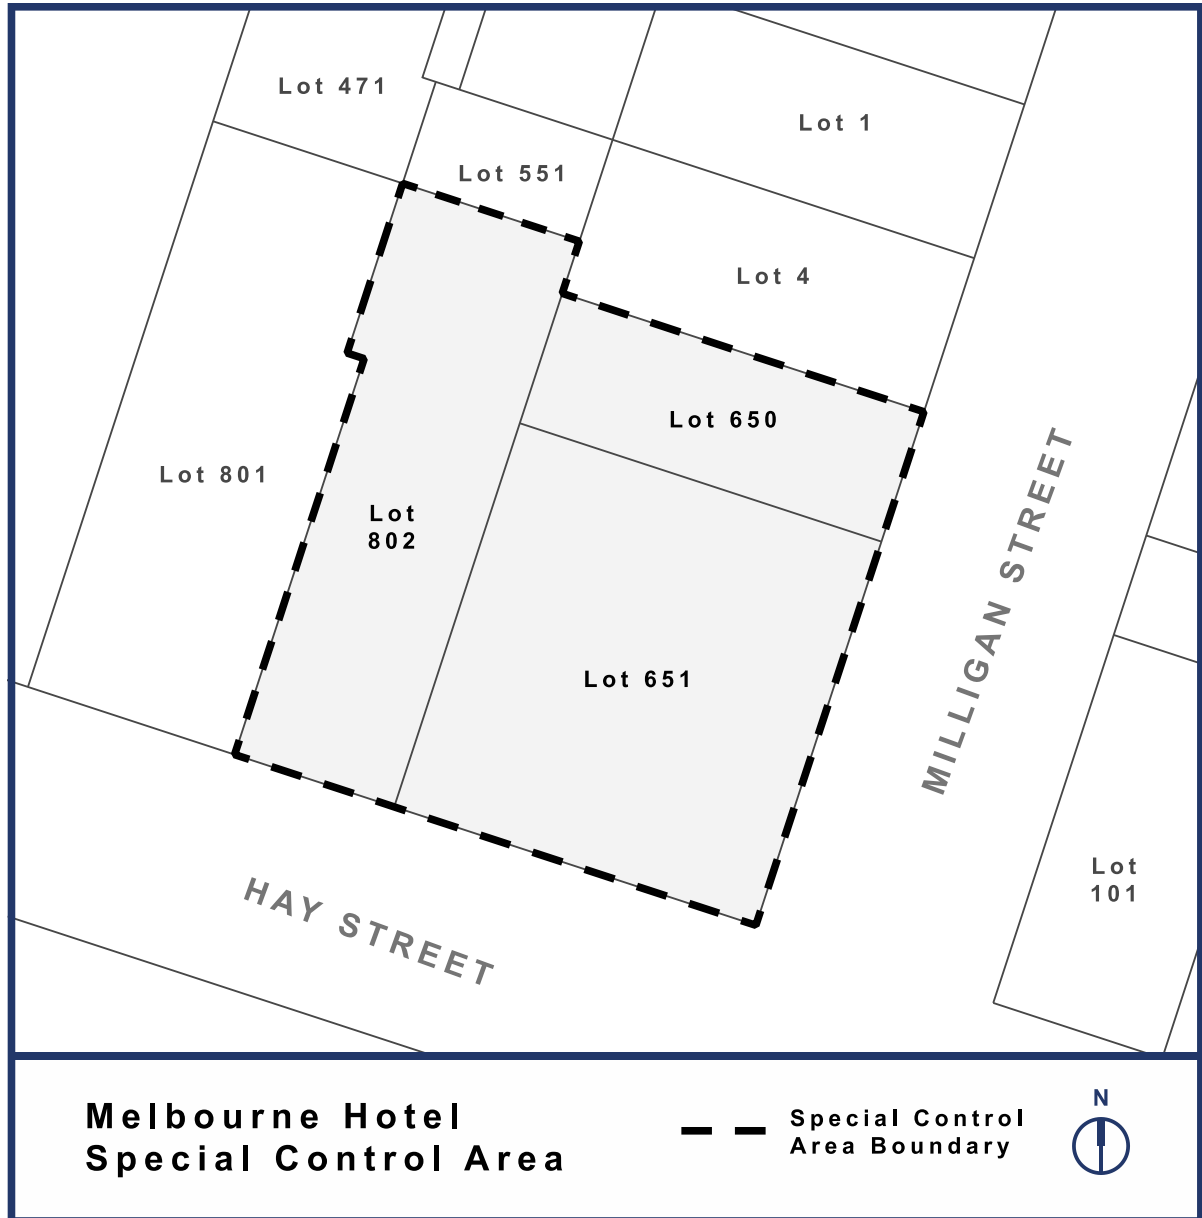 Lot 471
Lot 1
Lot 551
Lot 4
Lot 650
Lot 801
Lot
802
MILLIGAN STREET
Lot 651
Lot
101
HAY STREET
Melbourne Hotel
Special Control Area
Special Control
Area Boundary
N